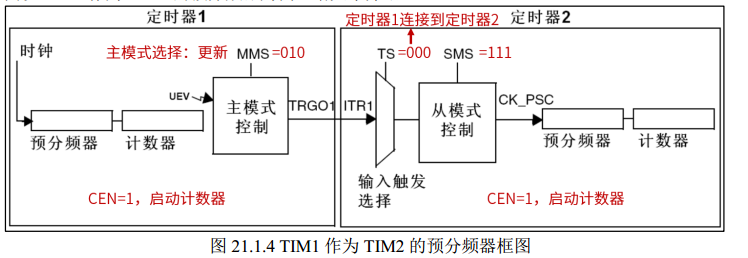 定时器1
定时器1连接到定时器2
定时器2
时钟
主模式选择：更新
MMS =010
TS=000
SMS =111
UEV
主模式
控制
TRGO1
ITR1
从模式
控制
CK_PSC
预分频器
计数器
预分频器
计数器
输入触发
选择
CEN=1，启动计数器
CEN=1，启动计数器
图 21.1.4 TIM1 作为 TIM2 的预分频器框图